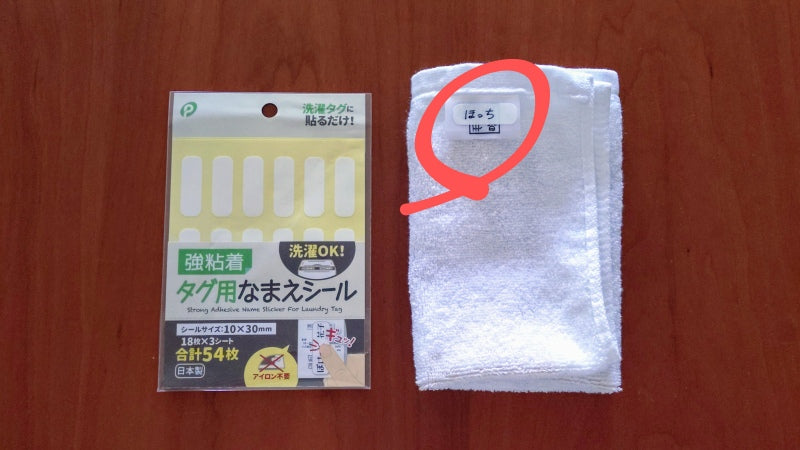 洗濯タグに
貼るだけ!
洗濯OK!
強粘着
タグ用なまえシール
Strong Adhesive Name Sticker For Laundry Tag
シールサイズ:10×30mm
18枚×3シート
合計54枚
日本製
アイロン不要
ギュッ!
ほっち